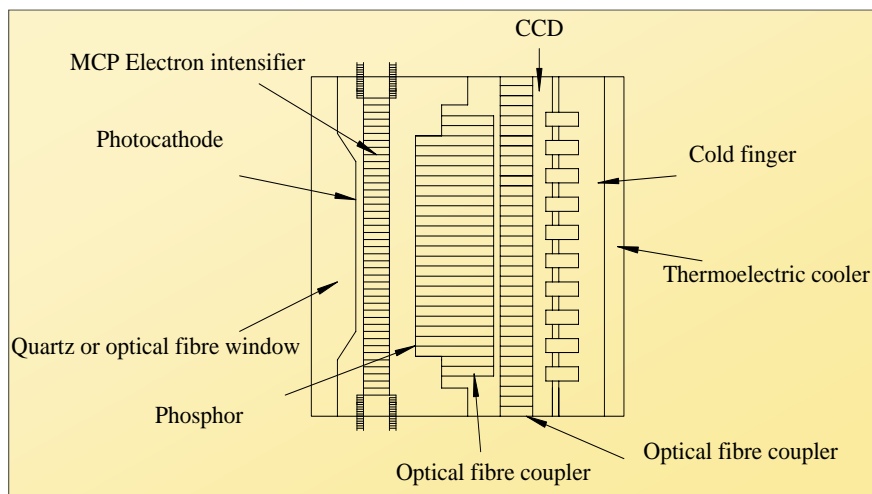 CCD
MCP Electron intensifier
Photocathode
Cold finger
Thermoelectric cooler
Quartz or optical fibre window
Phosphor
Optical fibre coupler
Optical fibre coupler